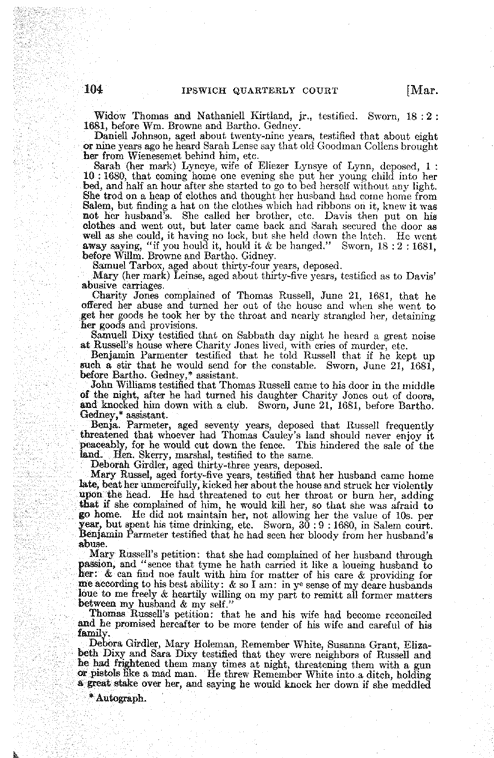 104 IPSWICH QUARTERLY COURT [Mar.
Widow Thomas and Nathaniell Kirtland, jr., testified. Sworn, 18 : 2 :
1681, before Wm. Browne and Bartho. Gedney.
Daniell Johnson, aged about twenty-nine years, testified that about eight
or nine years ago he heard Sarah Lense say that old Goodman Collens brought
her from Wienesemet behind him, etc.
Sarah (her mark) Lyncye, wife of Eliezer Lynsye of Lynn, deposed, 1 :
10 : 1680, that coming home one evening she put her young child into her
bed, and half an hour after she started to go to bed herself without any light.
She trod on a heap of clothes and thought her husband had come home from
Salem, but finding a hat on the clothes which had ribbons on it, knew it was
not her husband's. She called her brother, etc. Davis then put on his
clothes and went out, but later came back and Sarah secured the door as
well as she could, it having no lock, but she held down the latch. He went
away saying, "if you hould it, hould it & be hanged." Sworn, 18 : 2 : 1681,
before Willm. Browne and Bartho. Gidney.
Samuel Tarbox, aged about thirty-four years, deposed.
Mary (her mark) Leinse, aged about thirty-five years, testified as to Davis'
abusive carriages.
Charity Jones complained of Thomas Russell, June 21, 1681, that he
offered her abuse and turned her out of the house and when she went to
get her goods he took her by the throat and nearly strangled her, detaining
her goods and provisions.
Samuell Dixy testified that on Sabbath day night he heard a great noise
at Russell's house where Charity Jones lived, with cries of murder, etc.
Benjamin Parmenter testified that he told Russell that if he kept up
such a stir that he would send for the constable. Sworn, June 21, 1681,
before Bartho. Gidney,* assistant.
John Williams testified that Thomas Russell came to his door in the middle
of the night, after he had turned his daughter Charity Jones out of doors,
and knocked him down with a club. Sworn, June 21, 1681, before Bartho.
Gedney,* assistant.
Benja. Parmeter, aged seventy years, deposed that Russell frequently
threatened that whoever had Thomas Cauley's land should never enjoy it
peaceably, for he would cut down the fence. This hindered the sale of the
land. Hen. Skerry, marshal, testified to the same.
Deborah Girdler, aged thirty-three years, deposed.
Mary Russel, aged forty-five years, testified that her husband came home
late, beat her unmercifully, kicked her about the house and struck her violently
upon the head. He had threatened to cut her throat or burn her, adding
that if she complained of him, he would kill her, so that she was afraid to
go home. He did not maintain her, not allowing her the value of 10s. per
year, but spent his time drinking, etc. Sworn, 30 : 9 : 1680, in Salem court.
Benjamin Parmeter testified that he had seen her bloody from her husband's
abuse.
Mary Russell's petition: that she had complained of her husband through
passion, and "sence that tyme he hath carried it like a loueing husband to
her: & can find noe fault with him for matter of his care & providing for
me according to his best ability: & so I am: in yᵉ sense of my deare husbands
loue to me freely & heartily willing on my part to remitt all former matters
between my husband & my self."
Thomas Russell's petition: that he and his wife had become reconciled
and he promised hereafter to be more tender of his wife and careful of his
family.
Debora Girdler, Mary Holeman, Remember White, Susanna Grant, Eliza-
beth Dixy and Sara Dixy testified that they were neighbors of Russell and
he had frightened them many times at night, threatening them with a gun
or pistols like a mad man. He threw Remember White into a ditch, holding
a great stake over her, and saying he would knock her down if she meddled
* Autograph.